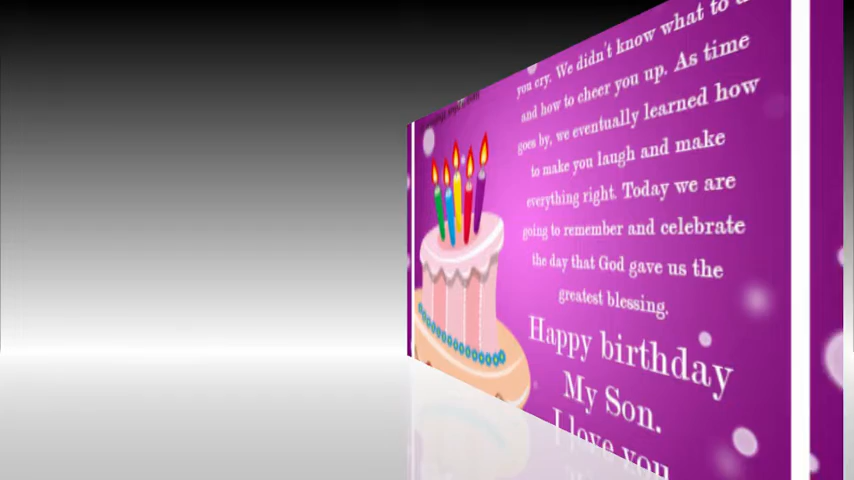 you cry. We didn't know what to
and how to cheer you up. As time
goes by, we eventually learned how
to make you laugh and make
everything right. Today we are
going to remember and celebrate
the day that God gave us the
greatest blessing.
Happy birthday
My Son.
I love you